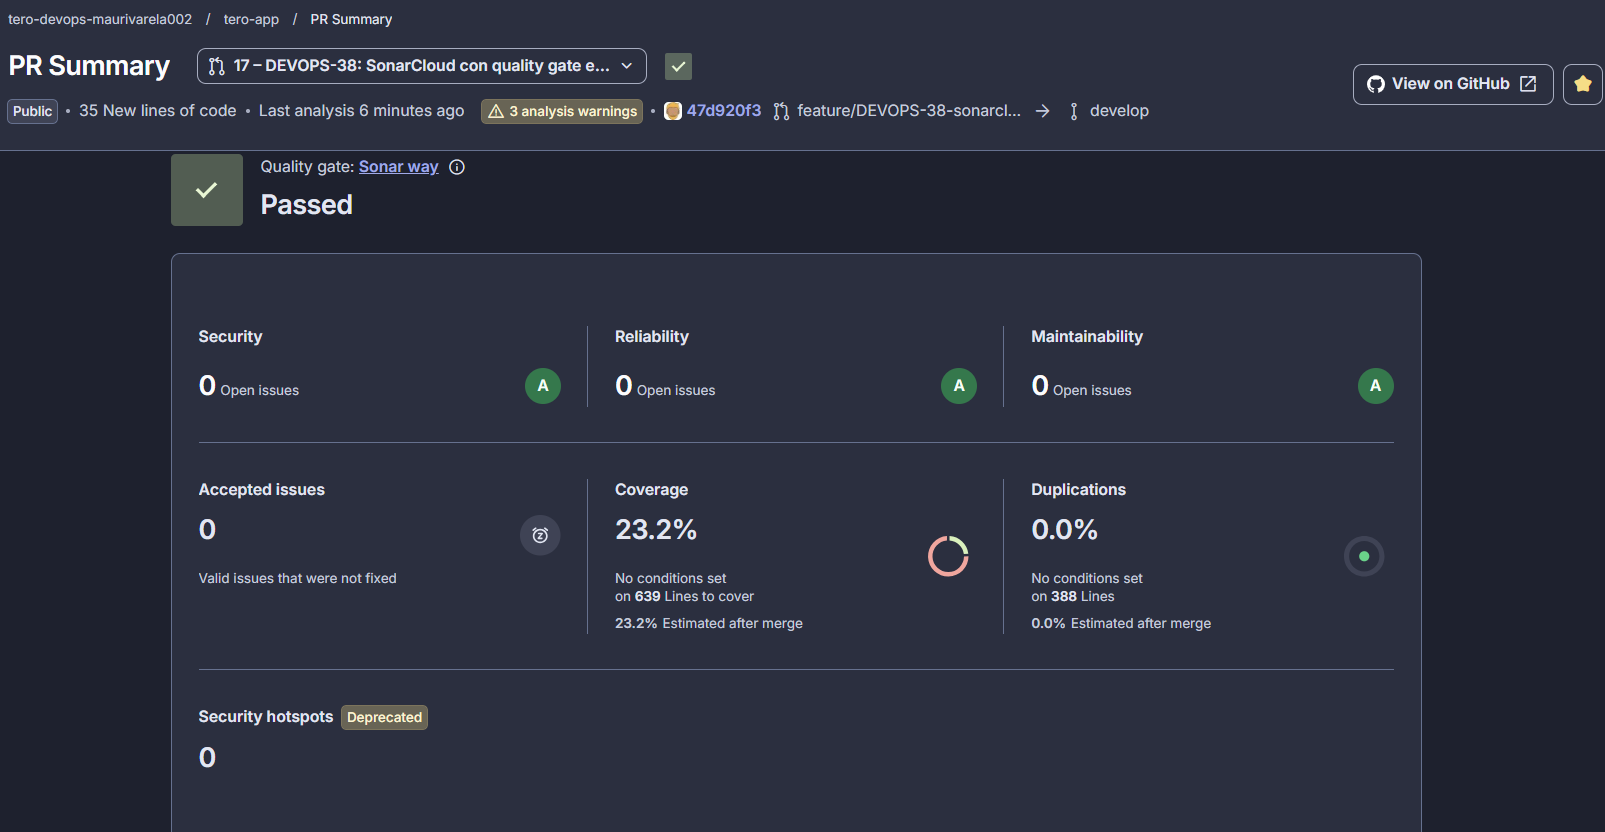 tero-devops-maurivarela002 / tero-app / PR Summary
PR Summary
17 – DEVOPS-38: SonarCloud con quality gate e...
View on GitHub
Public • 35 New lines of code • Last analysis 6 minutes ago 3 analysis warnings • 47d920f3 feature/DEVOPS-38-sonarcl... → develop
Quality gate: Sonar way
Passed
Security
0 Open issues
A
Reliability
0 Open issues
A
Maintainability
0 Open issues
A
Accepted issues
0
Valid issues that were not fixed
Coverage
23.2%
No conditions set
on 639 Lines to cover
23.2% Estimated after merge
Duplications
0.0%
No conditions set
on 388 Lines
0.0% Estimated after merge
Security hotspots Deprecated
0